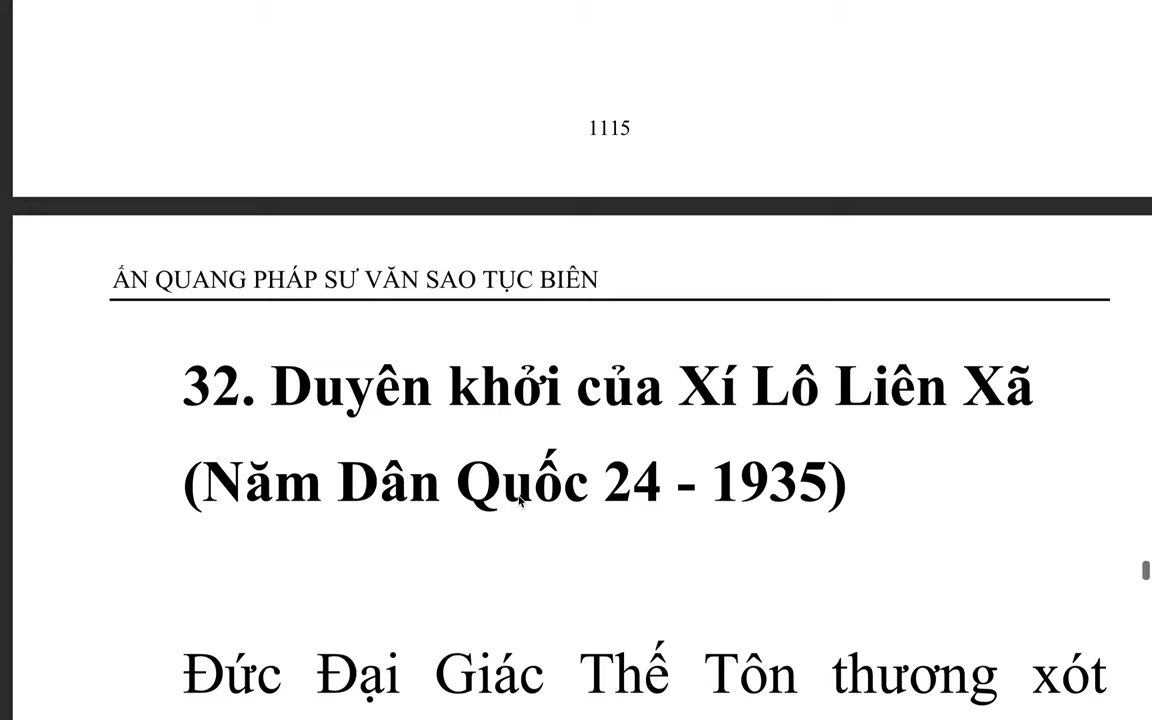 1115
ẤN QUANG PHÁP SƯ VĂN SAO TỤC BIÊN
32. Duyên khởi của Xí Lô Liên Xã
(Năm Dân Quốc 24 - 1935)
Đức Đại Giác Thế Tôn thương xót